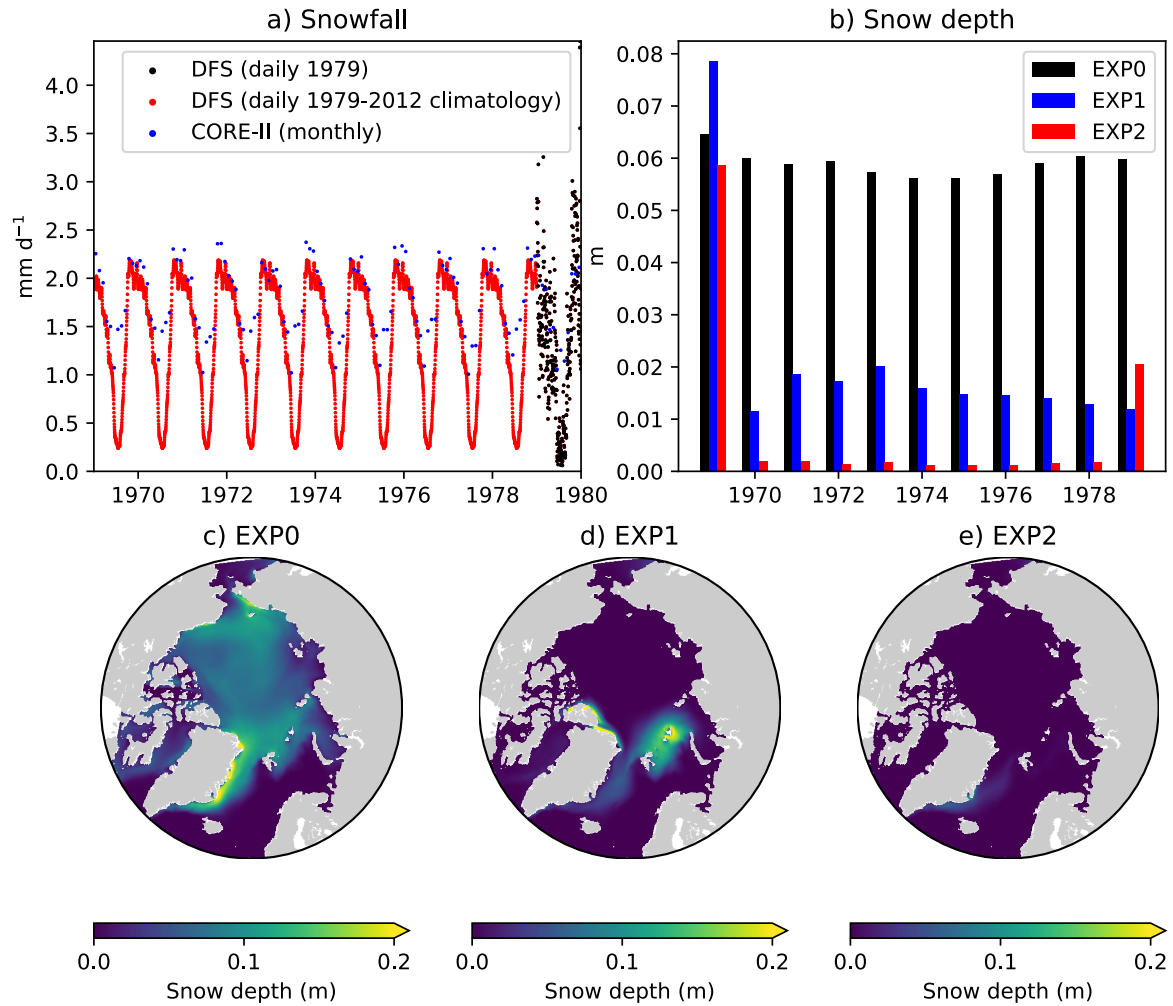 a) Snowfall
mm d⁻¹
4.0
3.5
3.0
2.5
2.0
1.5
1.0
0.5
0.0
DFS (daily 1979)
DFS (daily 1979-2012 climatology)
CORE-II (monthly)
1970
1972
1974
1976
1978
1980
b) Snow depth
m
0.08
0.07
0.06
0.05
0.04
0.03
0.02
0.01
0.00
EXP0
EXP1
EXP2
1970
1972
1974
1976
1978
c) EXP0
d) EXP1
e) EXP2
0.0
0.1
0.2
Snow depth (m)
0.0
0.1
0.2
Snow depth (m)
0.0
0.1
0.2
Snow depth (m)